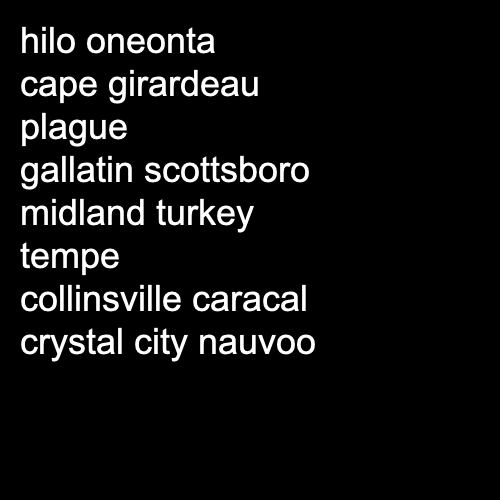 hilo oneonta
cape girardeau
plague
gallatin scottsboro
midland turkey
tempe
collinsville caracal
crystal city nauvoo